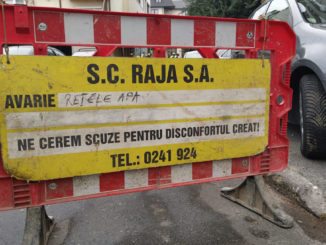 S.C. RAJA S.A.
AVARIE REȚELE APA
NE CEREM SCUZE PENTRU DISCONFORTUL CREAT!
TEL.: 0241 924